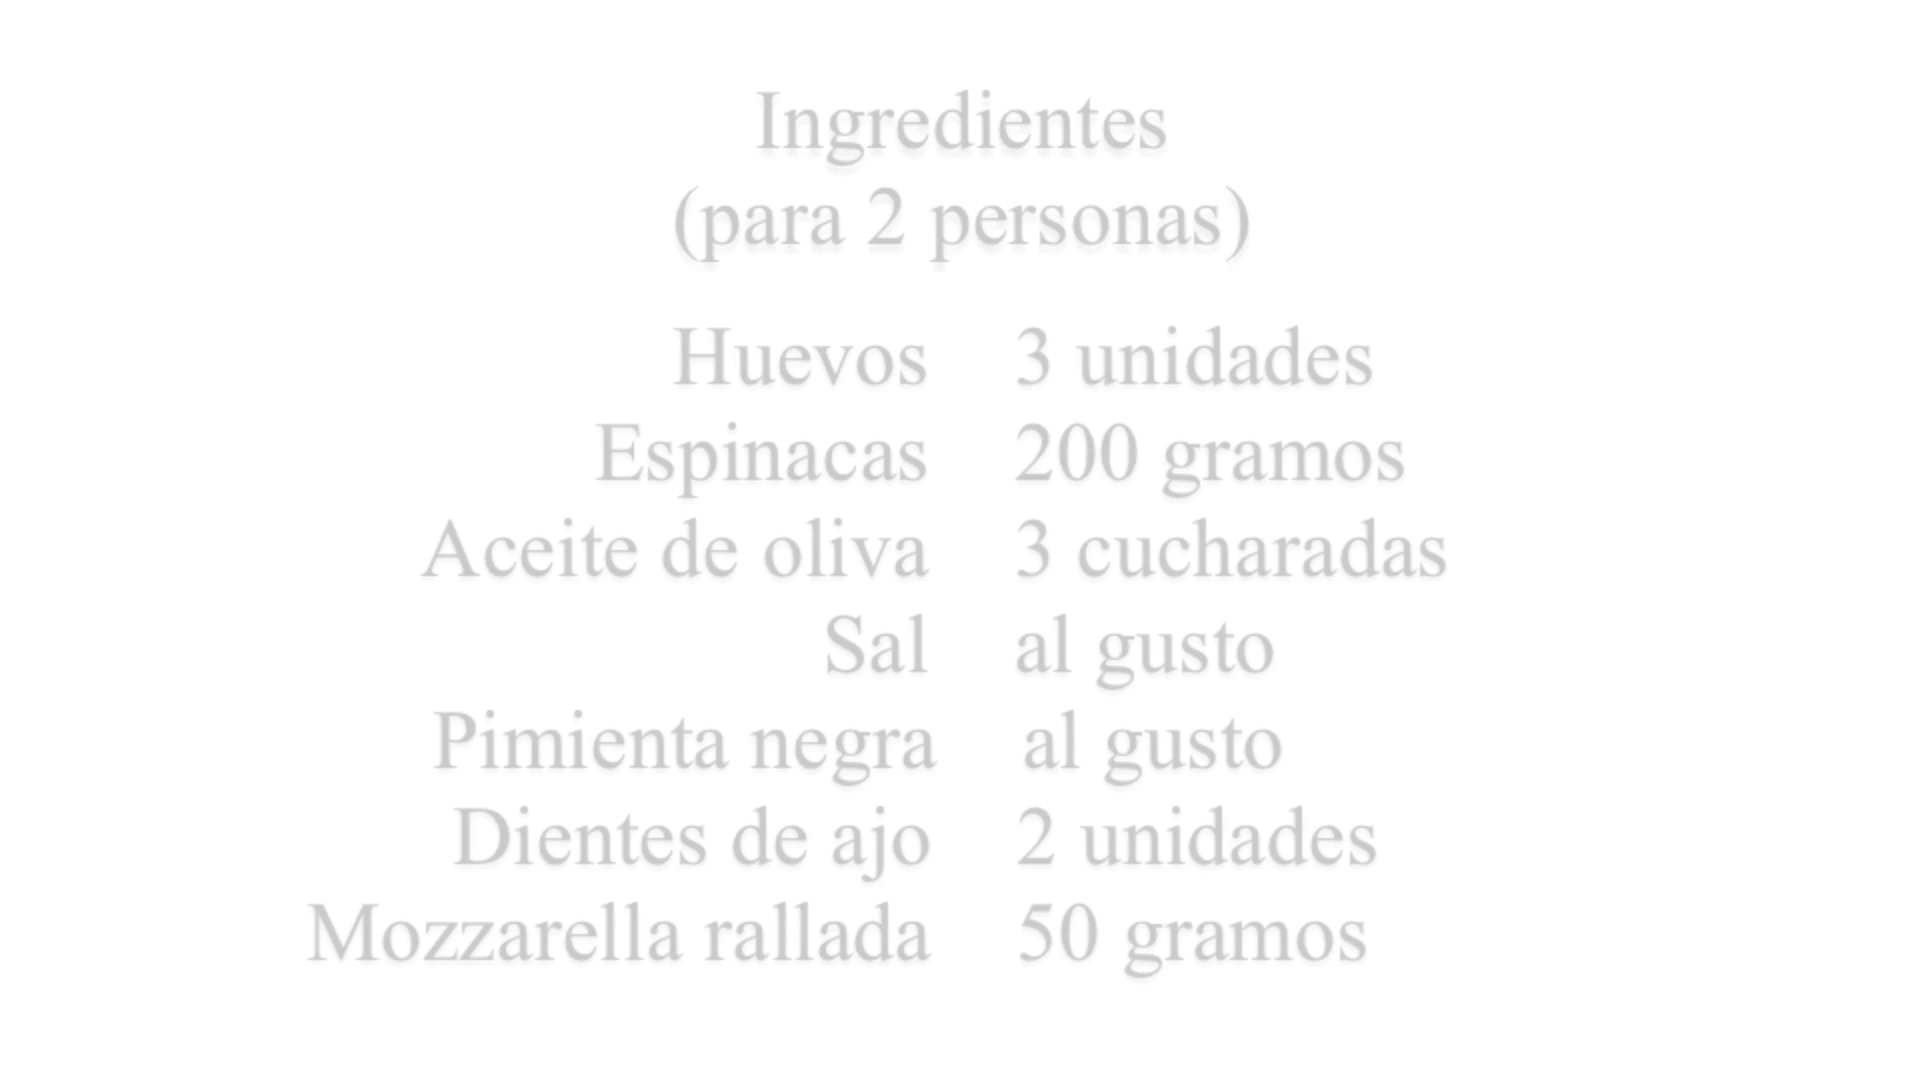 Ingredientes
(para 2 personas)
Huevos 3 unidades
Espinacas 200 gramos
Aceite de oliva 3 cucharadas
Sal al gusto
Pimienta negra al gusto
Dientes de ajo 2 unidades
Mozzarella rallada 50 gramos